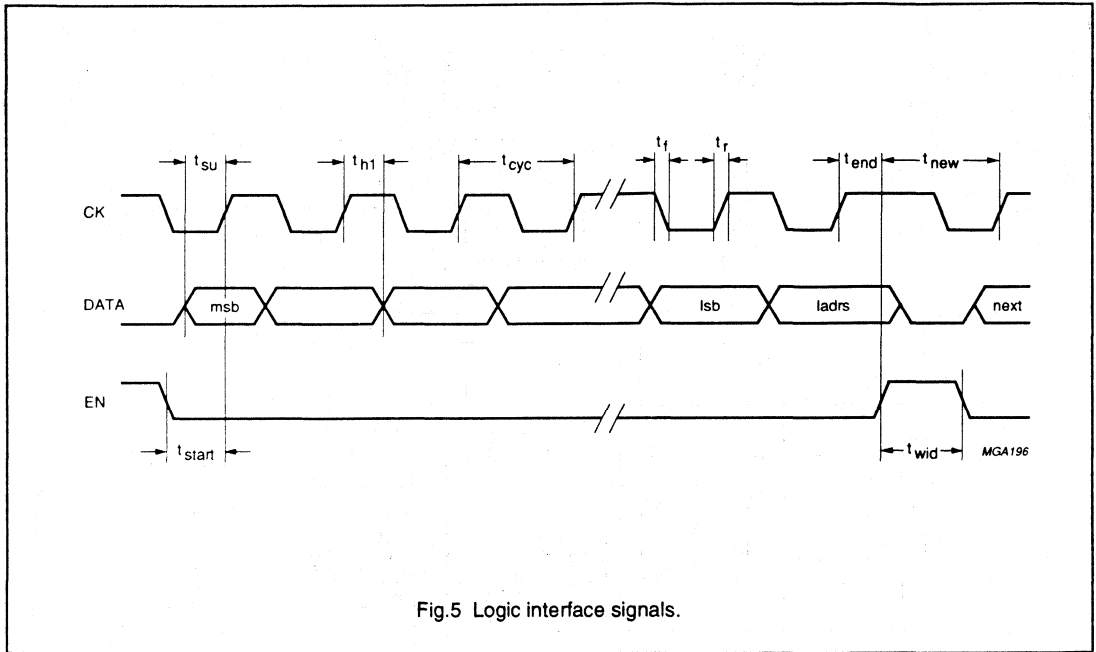 t su
t h1
t cyc
t f
t r
t end
t new
CK
DATA
msb
lsb
ladrs
next
EN
t start
t wid
MGA196
Fig.5 Logic interface signals.